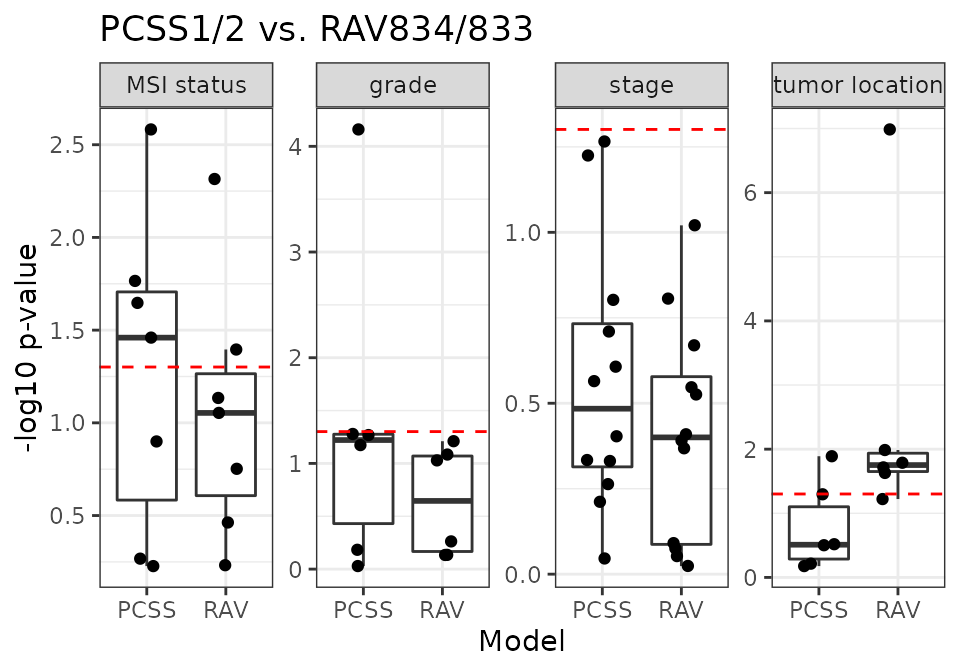 PCSS1/2 vs. RAV834/833
MSI status
grade
stage
tumor location
-log10 p-value
2.5
2.0
1.5
1.0
0.5
4
3
2
1
0
1.0
0.5
0.0
6
4
2
0
PCSS RAV
PCSS RAV
PCSS RAV
PCSS RAV
Model